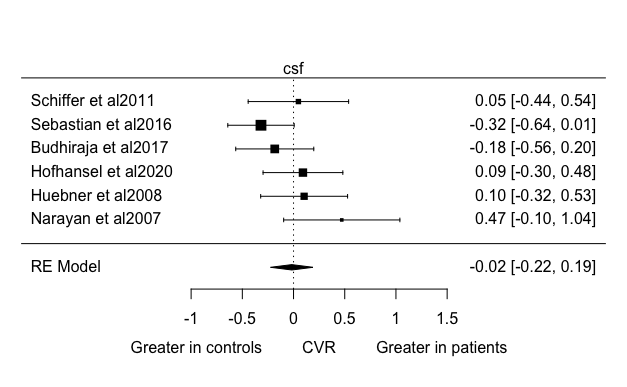 csf
Schiffer et al2011 0.05 [-0.44, 0.54]
Sebastian et al2016 -0.32 [-0.64, 0.01]
Budhiraja et al2017 -0.18 [-0.56, 0.20]
Hofhansel et al2020 0.09 [-0.30, 0.48]
Huebner et al2008 0.10 [-0.32, 0.53]
Narayan et al2007 0.47 [-0.10, 1.04]
RE Model -0.02 [-0.22, 0.19]
-1 -0.5 0 0.5 1 1.5
Greater in controls CVR Greater in patients